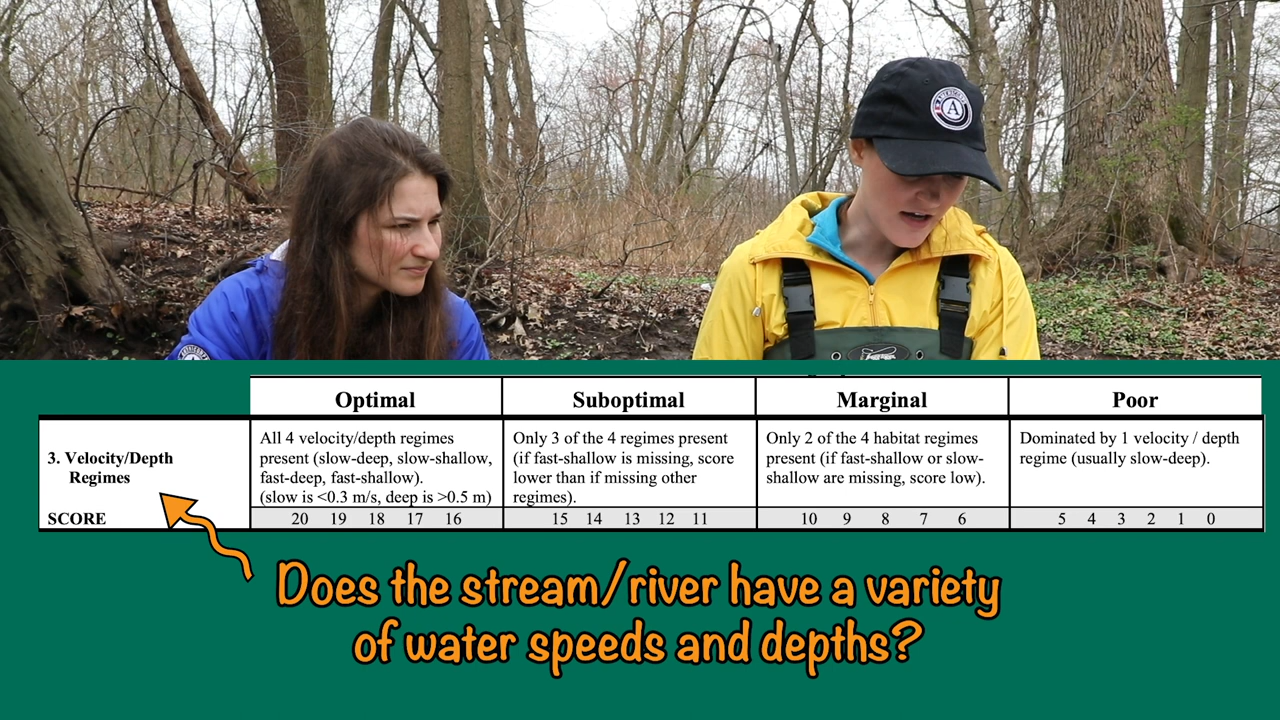 A
Optimal
Suboptimal
Marginal
Poor
3. Velocity/Depth
Regimes
All 4 velocity/depth regimes
present (slow-deep, slow-shallow,
fast-deep, fast-shallow).
(slow is <0.3 m/s, deep is >0.5 m)
Only 3 of the 4 regimes present
(if fast-shallow is missing, score
lower than if missing other
regimes).
Only 2 of the 4 habitat regimes
present (if fast-shallow or slow-
shallow are missing, score low).
Dominated by 1 velocity / depth
regime (usually slow-deep).
SCORE
20 19 18 17 16
15 14 13 12 11
10 9 8 7 6
5 4 3 2 1 0
Does the stream/river have a variety
of water speeds and depths?